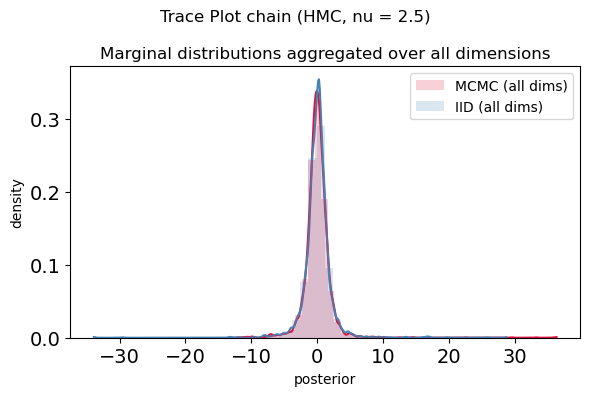 Trace Plot chain (HMC, nu = 2.5)
Marginal distributions aggregated over all dimensions
MCMC (all dims)
IID (all dims)
density
0.3
0.2
0.1
0.0
−30
−20
−10
0
10
20
30
posterior